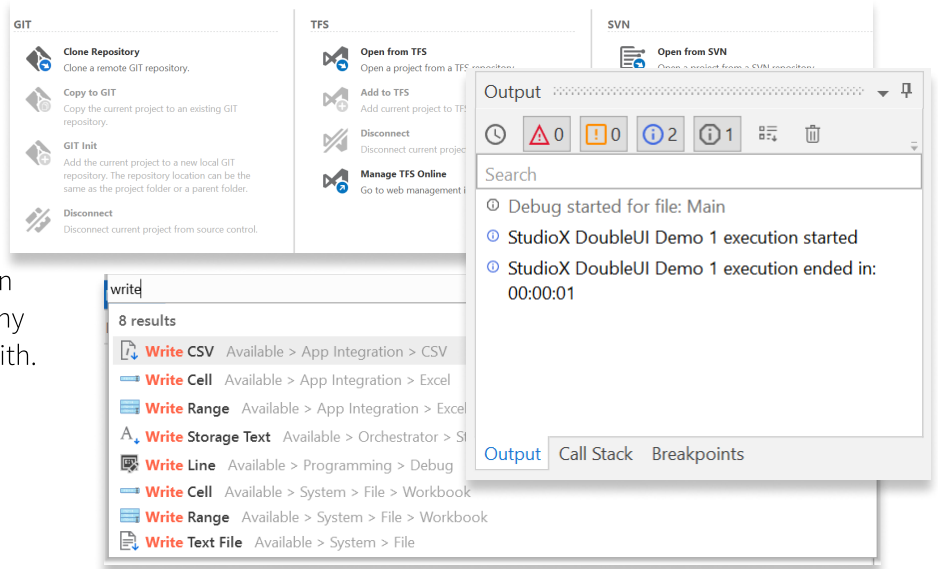 GIT
Clone Repository
Clone a remote GIT repository.
Copy to GIT
Copy the current project to an existing GIT
repository.
GIT Init
Add the current project to a new local GIT
repository. The repository location can be the
same as the project folder or a parent folder.
Disconnect
Disconnect current project from source control.
TFS
Open from TFS
Open a project from a TFS repository.
Add to TFS
Add current project to TFS
Disconnect
Disconnect current projec
Manage TFS Online
Go to web management i
SVN
Open from SVN
Open a project from a SVN repository.
Output
0 0 2 1
Search
Debug started for file: Main
StudioX DoubleUI Demo 1 execution started
StudioX DoubleUI Demo 1 execution ended in:
00:00:01
Output Call Stack Breakpoints
ith.
write
8 results
Write CSV Available > App Integration > CSV
Write Cell Available > App Integration > Excel
Write Range Available > App Integration > Excel
Write Storage Text Available > Orchestrator > St
Write Line Available > Programming > Debug
Write Cell Available > System > File > Workbook
Write Range Available > System > File > Workbook
Write Text File Available > System > File